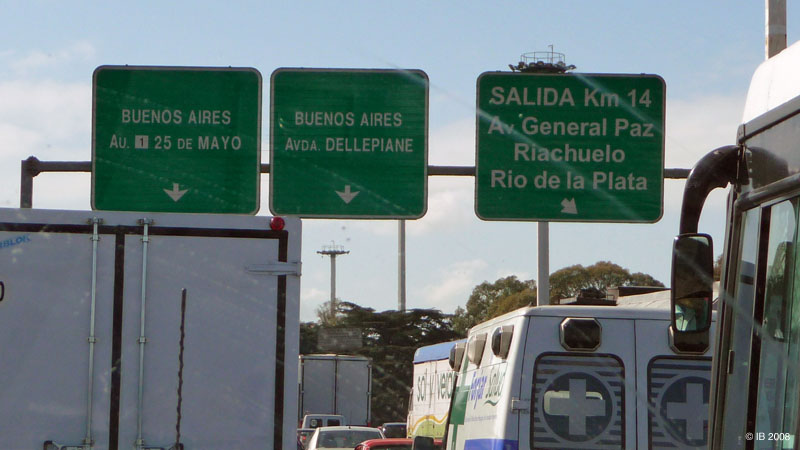 BUENOS AIRES
AU. 1 25 DE MAYO
BUENOS AIRES
AVDA. DELLEPIANE
SALIDA Km 14
Av General Paz
Riachuelo
Rio de la Plata
© IB 2008